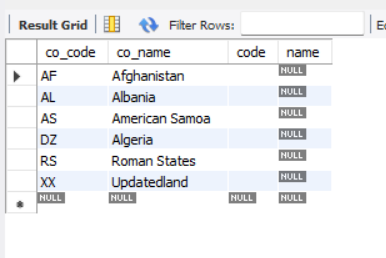 Result Grid Filter Rows: E
co_code co_name code name
AF Afghanistan NULL
AL Albania NULL
AS American Samoa NULL
DZ Algeria NULL
RS Roman States NULL
XX Updatedland NULL
NULL NULL NULL NULL